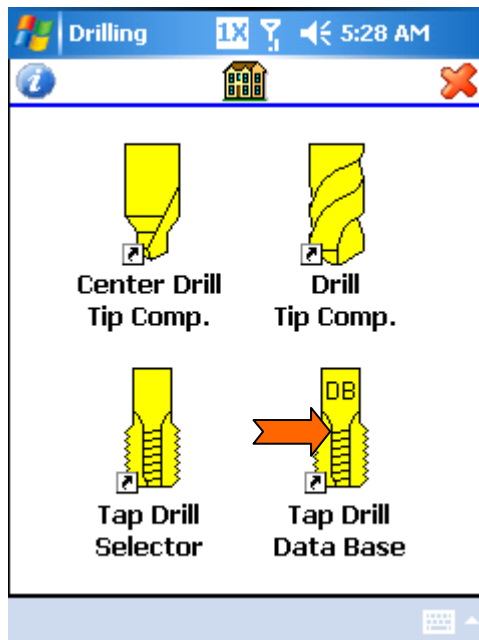 Drilling 1X 5:28 AM
Center Drill
Tip Comp.
Drill
Tip Comp.
DB
Tap Drill
Selector
Tap Drill
Data Base